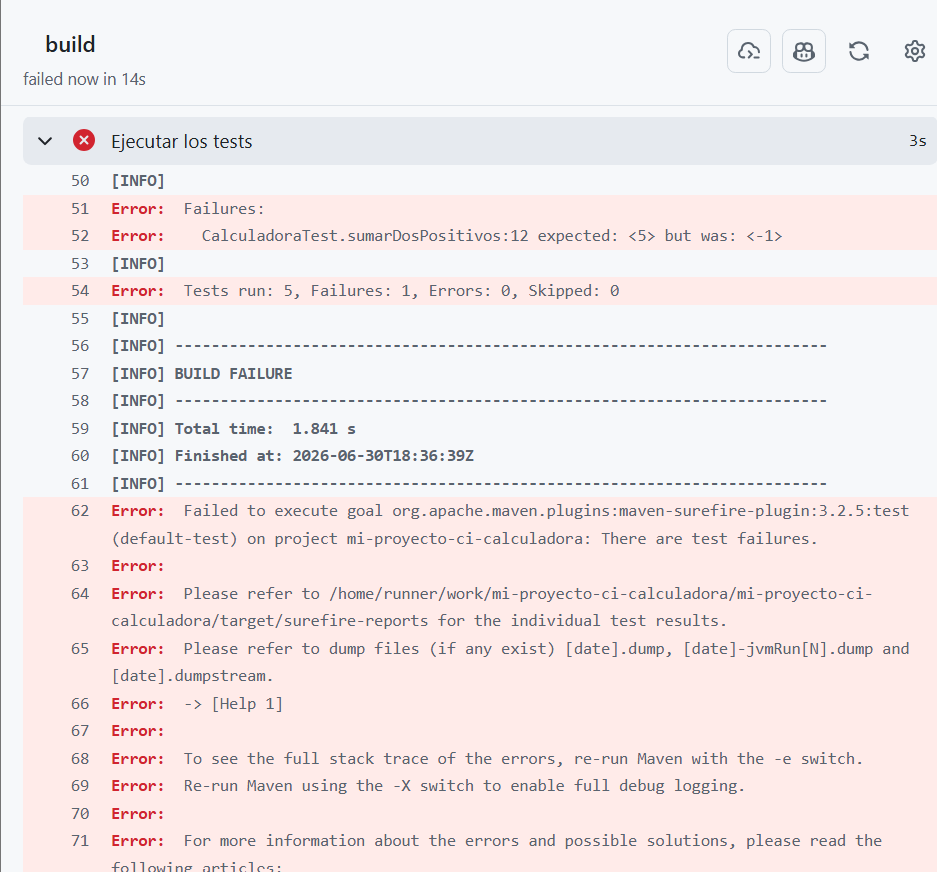 build
failed now in 14s
Ejecutar los tests 3s
50 [INFO]
51 Error:  Failures:
52 Error:    CalculadoraTest.sumarDosPositivos:12 expected: <5> but was: <-1>
53 [INFO]
54 Error:  Tests run: 5, Failures: 1, Errors: 0, Skipped: 0
55 [INFO]
56 [INFO] ------------------------------------------------------------------------
57 [INFO] BUILD FAILURE
58 [INFO] ------------------------------------------------------------------------
59 [INFO] Total time:  1.841 s
60 [INFO] Finished at: 2026-06-30T18:36:39Z
61 [INFO] ------------------------------------------------------------------------
62 Error:  Failed to execute goal org.apache.maven.plugins:maven-surefire-plugin:3.2.5:test
(default-test) on project mi-proyecto-ci-calculadora: There are test failures.
63 Error:
64 Error:  Please refer to /home/runner/work/mi-proyecto-ci-calculadora/mi-proyecto-ci-
calculadora/target/surefire-reports for the individual test results.
65 Error:  Please refer to dump files (if any exist) [date].dump, [date]-jvmRun[N].dump and
[date].dumpstream.
66 Error:  -> [Help 1]
67 Error:
68 Error:  To see the full stack trace of the errors, re-run Maven with the -e switch.
69 Error:  Re-run Maven using the -X switch to enable full debug logging.
70 Error:
71 Error:  For more information about the errors and possible solutions, please read the
following articles: